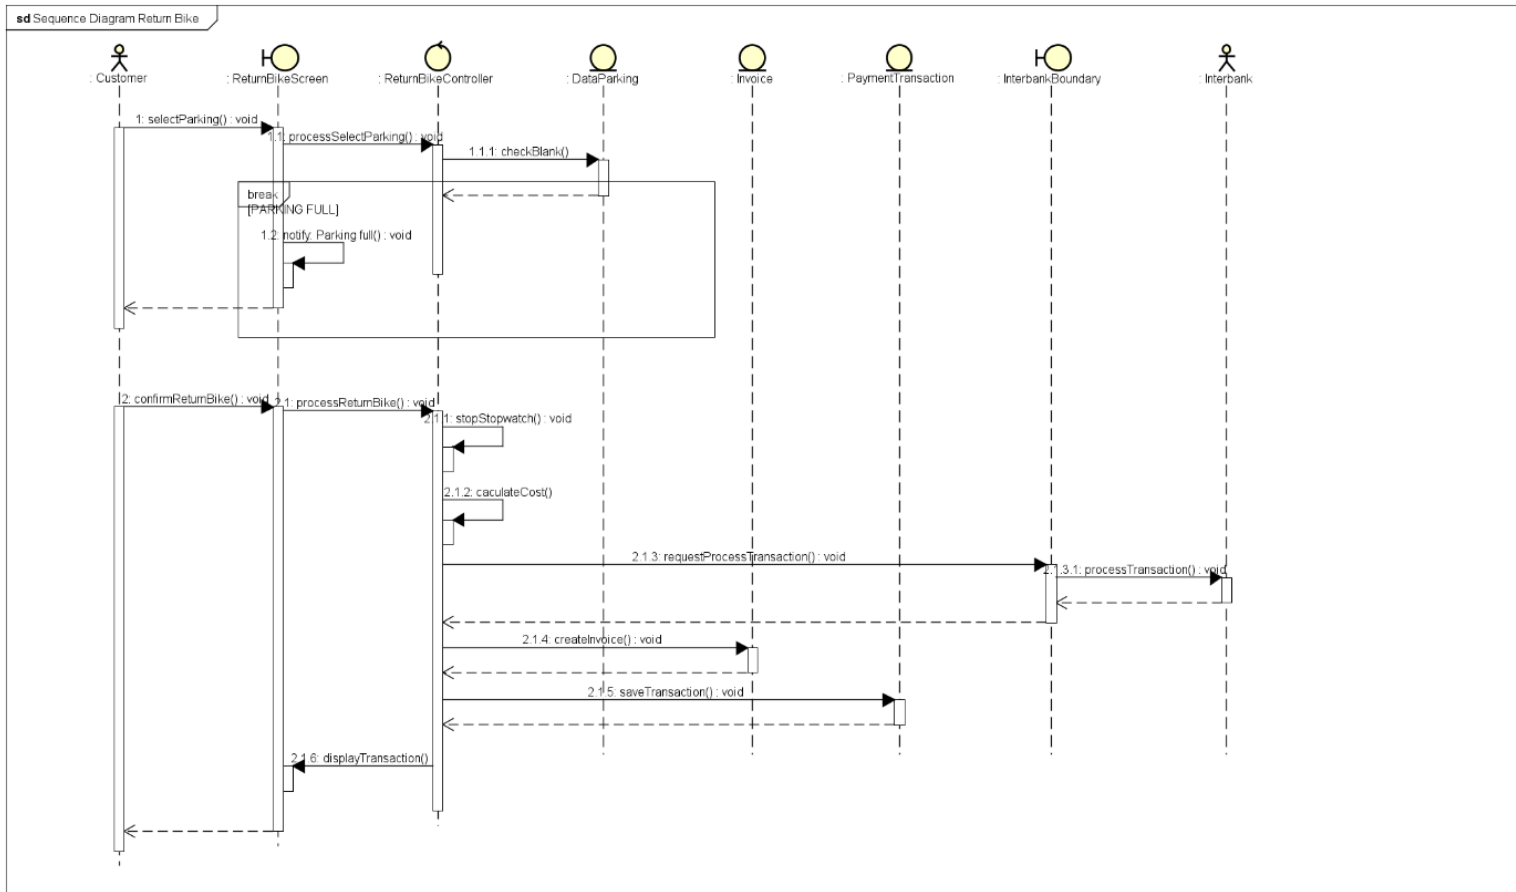 sd Sequence Diagram Return Bike
: Customer
: ReturnBikeScreen
: ReturnBikeController
: DataParking
: Invoice
: PaymentTransaction
: InterbankBoundary
: Interbank
1: selectParking() : void
1.1: processSelectParking() : void
1.1.1: checkBlank()
break
[PARKING FULL]
1.2: notify: Parking full() : void
2: confirmReturnBike() : void
2.1: processReturnBike() : void
2.1.1: stopStopwatch() : void
2.1.2: caculateCost()
2.1.3: requestProcessTransaction() : void
2.1.3.1: processTransaction() : void
2.1.4: createInvoice() : void
2.1.5: saveTransaction() : void
2.1.6: displayTransaction()